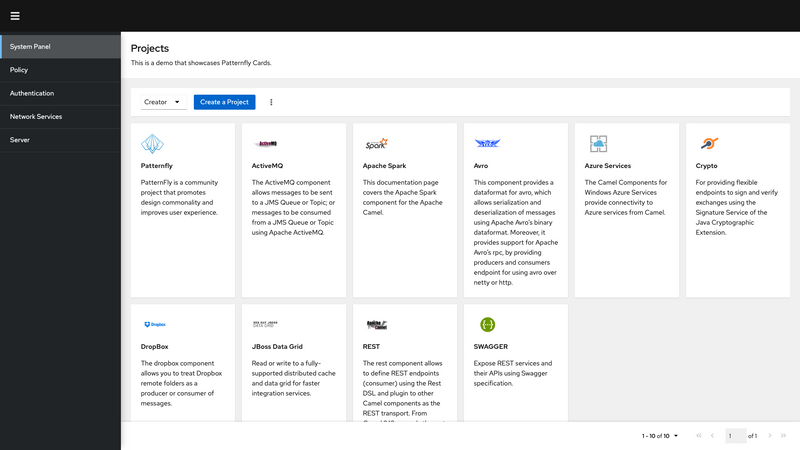 System Panel
Policy
Authentication
Network Services
Server
Projects
This is a demo that showcases Patternfly Cards.
Creator
Create a Project
Patternfly
PatternFly is a community
project that promotes
design commonality and
improves user experience.
ActiveMQ
ActiveMQ
The ActiveMQ component
allows messages to be sent
to a JMS Queue or Topic; or
messages to be consumed
from a JMS Queue or Topic
using Apache ActiveMQ.
Spark
Apache Spark
This documentation page
covers the Apache Spark
component for the Apache
Camel.
Avro
This component provides a
dataformat for avro, which
allows serialization and
deserialization of messages
using Apache Avro's binary
dataformat. Moreover, it
provides support for Apache
Avro's rpc, by providing
producers and consumers
endpoint for using avro over
netty or http.
Azure Services
The Camel Components for
Windows Azure Services
provide connectivity to
Azure services from Camel.
Crypto
For providing flexible
endpoints to sign and verify
exchanges using the
Signature Service of the
Java Cryptographic
Extension.
Dropbox
DropBox
The dropbox component
allows you to treat Dropbox
remote folders as a
producer or consumer of
messages.
RED HAT JBOSS
DATA GRID
JBoss Data Grid
Read or write to a fully-
supported distributed cache
and data grid for faster
integration services.
Apache
Camel
REST
The rest component allows
to define REST endpoints
(consumer) using the Rest
DSL and plugin to other
Camel components as the
REST transport. From
SWAGGER
Expose REST services and
their APIs using Swagger
specification.
1 - 10 of 10
1 of 1